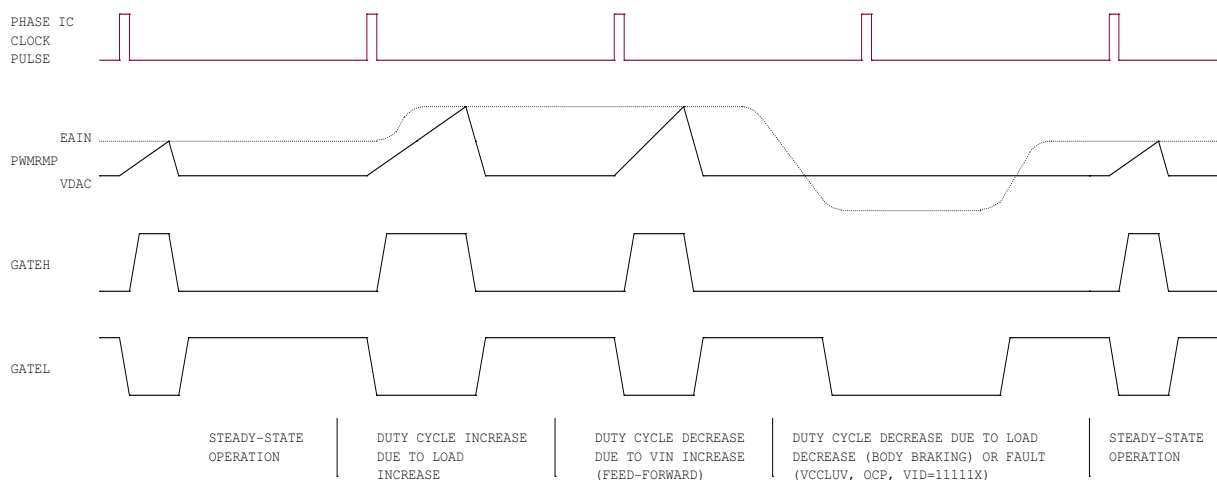 PHASE IC
CLOCK
PULSE
EAIN
PWMRMP
VDAC
GATEH
GATEL
STEADY-STATE
OPERATION
DUTY CYCLE INCREASE
DUE TO LOAD
INCREASE
DUTY CYCLE DECREASE
DUE TO VIN INCREASE
(FEED-FORWARD)
DUTY CYCLE DECREASE DUE TO LOAD
DECREASE (BODY BRAKING) OR FAULT
(VCCLUV, OCP, VID=11111X)
STEADY-STATE
OPERATION